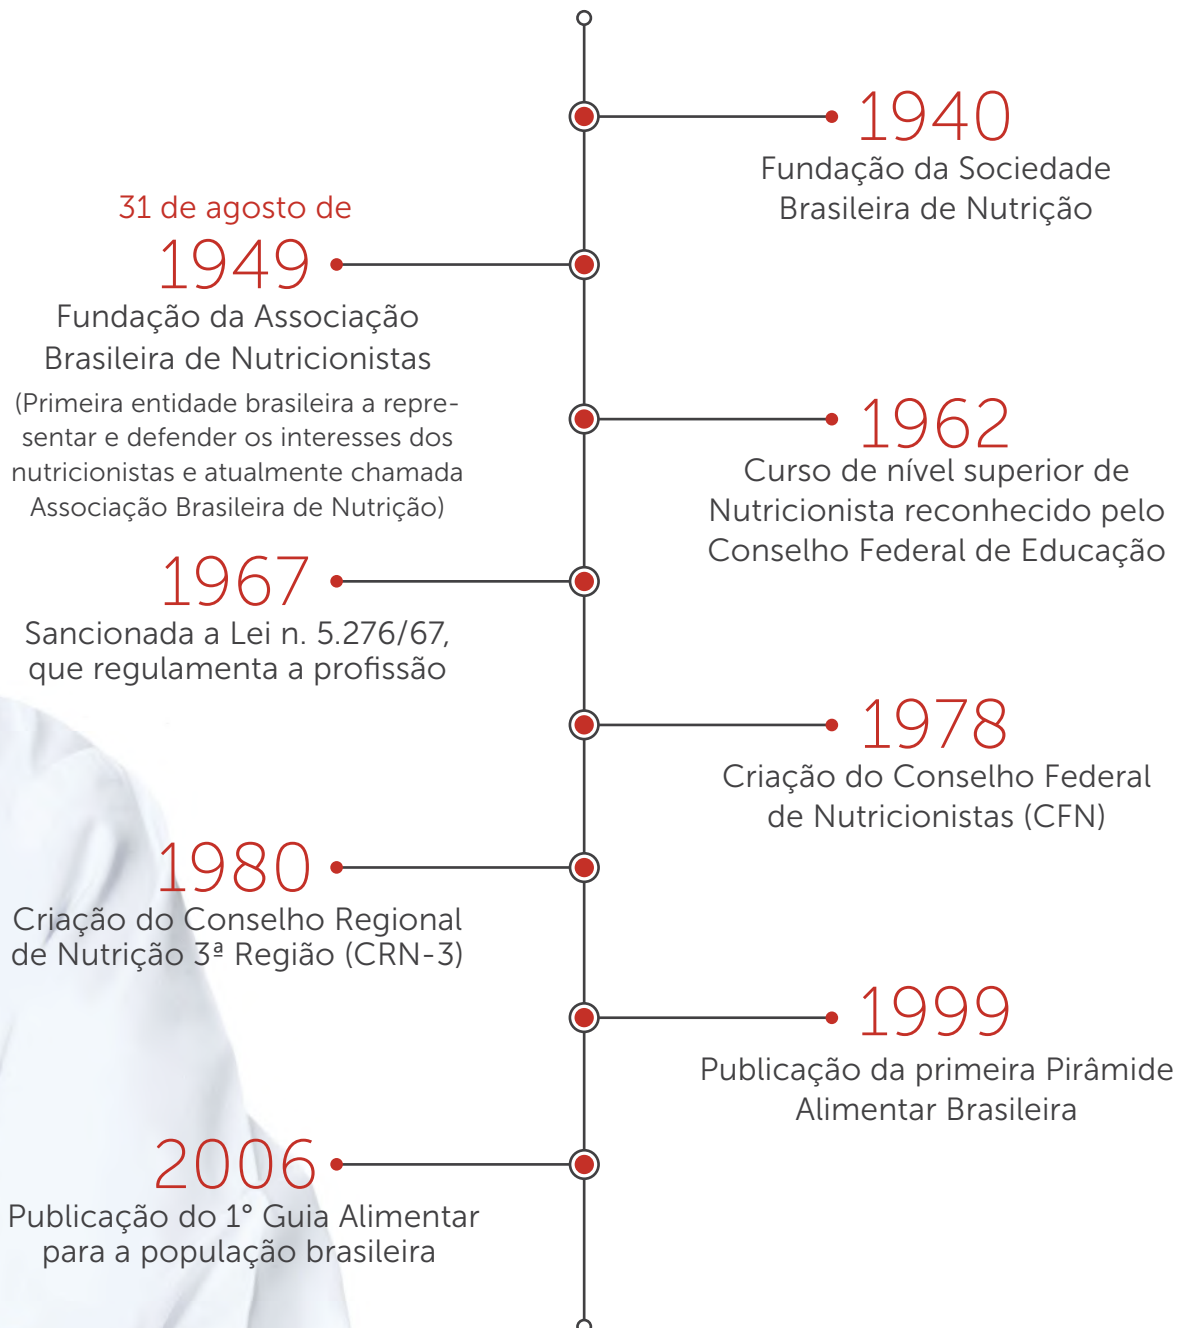 1940
Fundação da Sociedade
Brasileira de Nutrição
31 de agosto de
1949
Fundação da Associação
Brasileira de Nutricionistas
(Primeira entidade brasileira a repre-
sentar e defender os interesses dos
nutricionistas e atualmente chamada
Associação Brasileira de Nutrição)
1962
Curso de nível superior de
Nutricionista reconhecido pelo
Conselho Federal de Educação
1967
Sancionada a Lei n. 5.276/67,
que regulamenta a profissão
1978
Criação do Conselho Federal
de Nutricionistas (CFN)
1980
Criação do Conselho Regional
de Nutrição 3ª Região (CRN-3)
1999
Publicação da primeira Pirâmide
Alimentar Brasileira
2006
Publicação do 1° Guia Alimentar
para a população brasileira